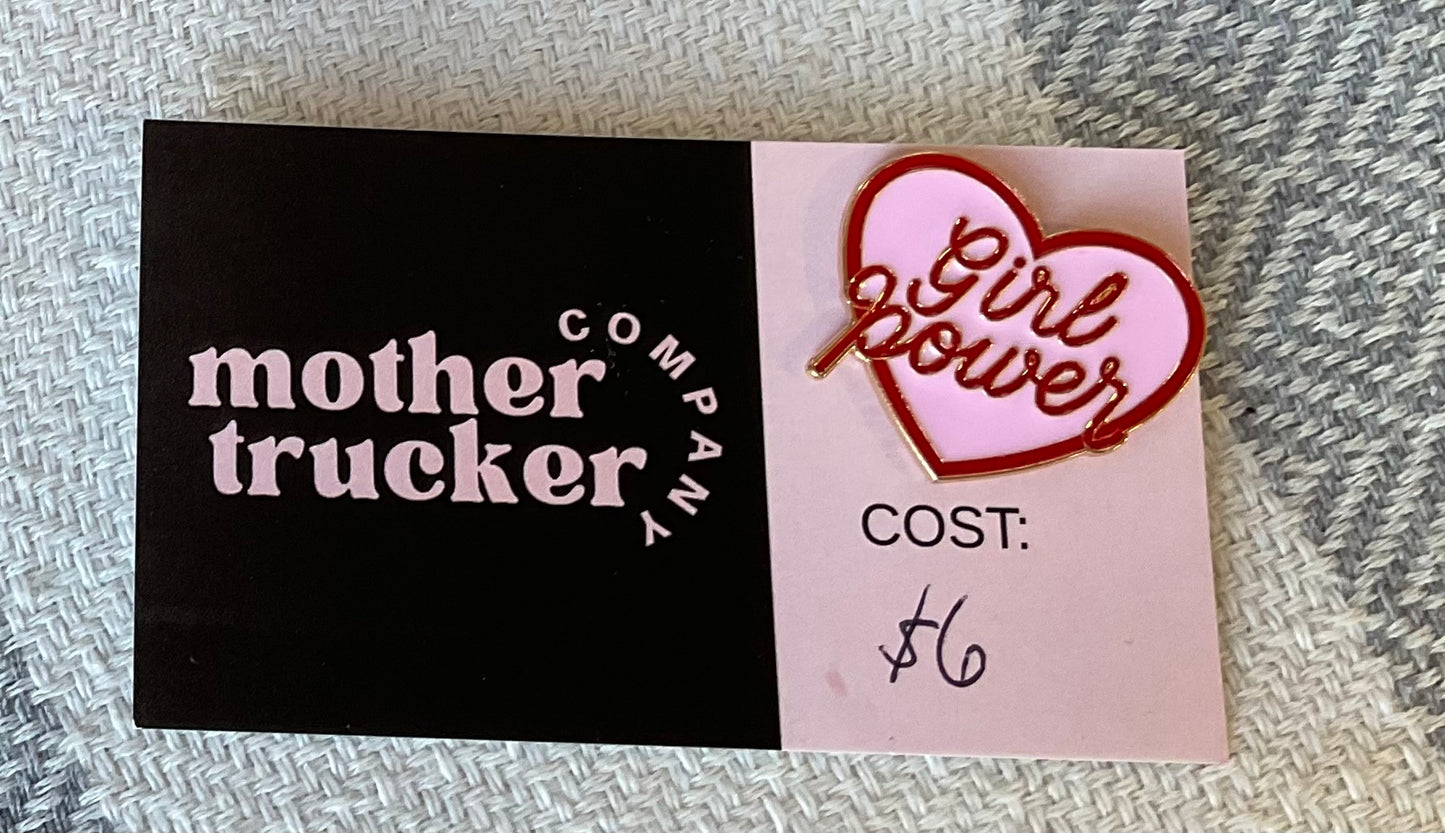 mother
trucker
COMPANY
Girl
power
COST:
$6